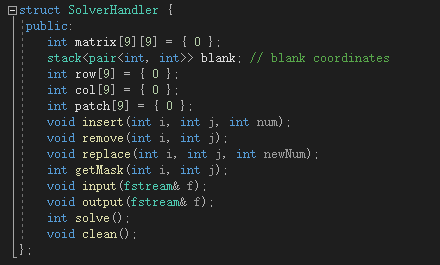 struct SolverHandler {
public:
int matrix[9][9] = { 0 };
stack<pair<int, int>> blank; // blank coordinates
int row[9] = { 0 };
int col[9] = { 0 };
int patch[9] = { 0 };
void insert(int i, int j, int num);
void remove(int i, int j);
void replace(int i, int j, int newNum);
int getMask(int i, int j);
void input(fstream& f);
void output(fstream& f);
int solve();
void clean();
};